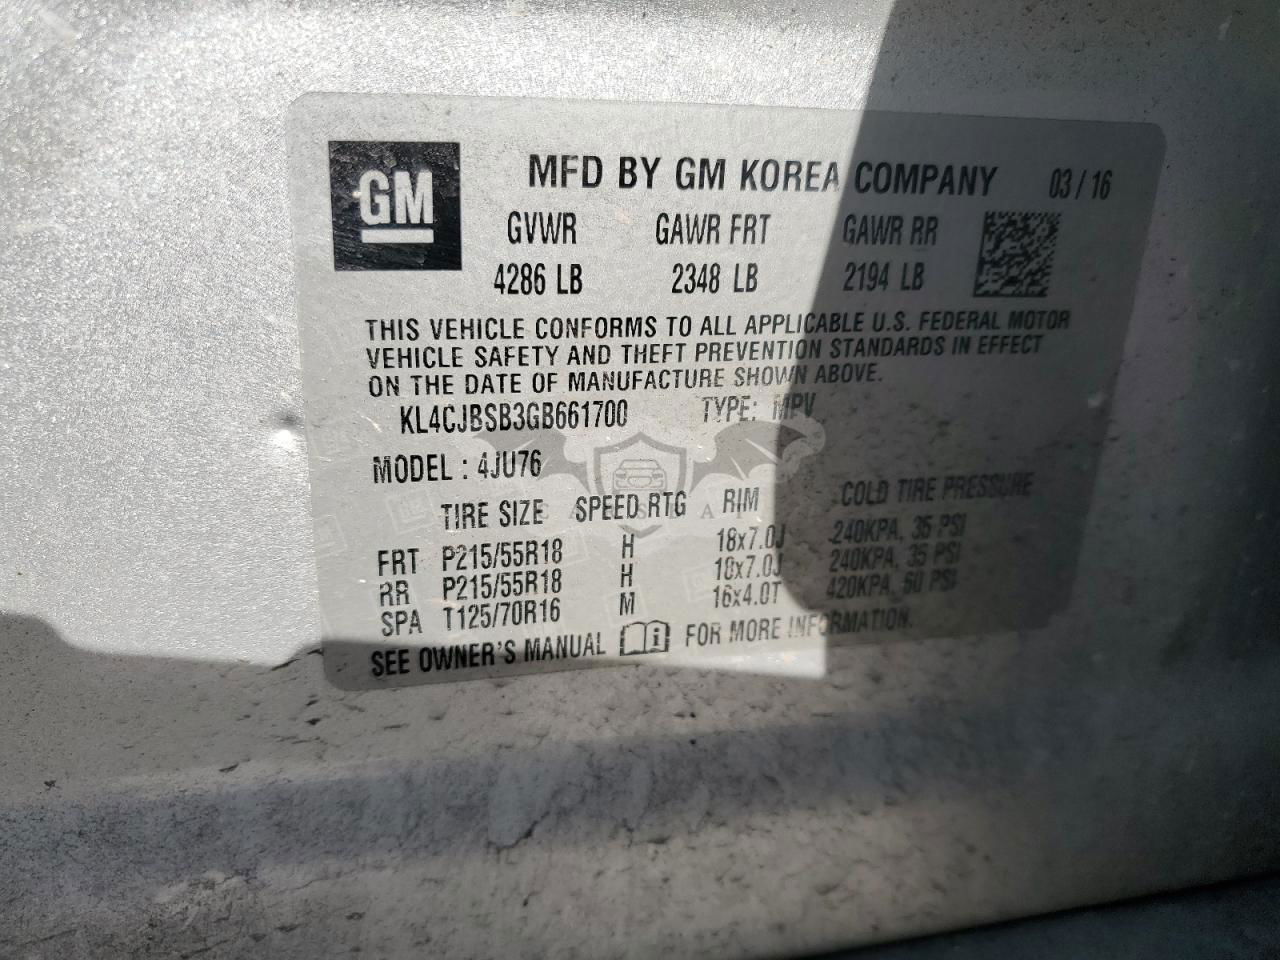 GM
MFD BY GM KOREA COMPANY 03/16
GVWR GAWR FRT GAWR RR
4286 LB 2348 LB 2194 LB
THIS VEHICLE CONFORMS TO ALL APPLICABLE U.S. FEDERAL MOTOR
VEHICLE SAFETY AND THEFT PREVENTION STANDARDS IN EFFECT
ON THE DATE OF MANUFACTURE SHOWN ABOVE.
KL4CJBSB3GB661700 TYPE: MPV
MODEL : 4JU76
TIRE SIZE SPEED RTG RIM COLD TIRE PRESSURE
FRT P215/55R18 H 18x7.0J 240KPA, 35 PSI
RR P215/55R18 H 18x7.0J 240KPA, 35 PSI
SPA T125/70R16 M 16x4.0T 420KPA, 60 PSI
SEE OWNER'S MANUAL i FOR MORE INFORMATION.